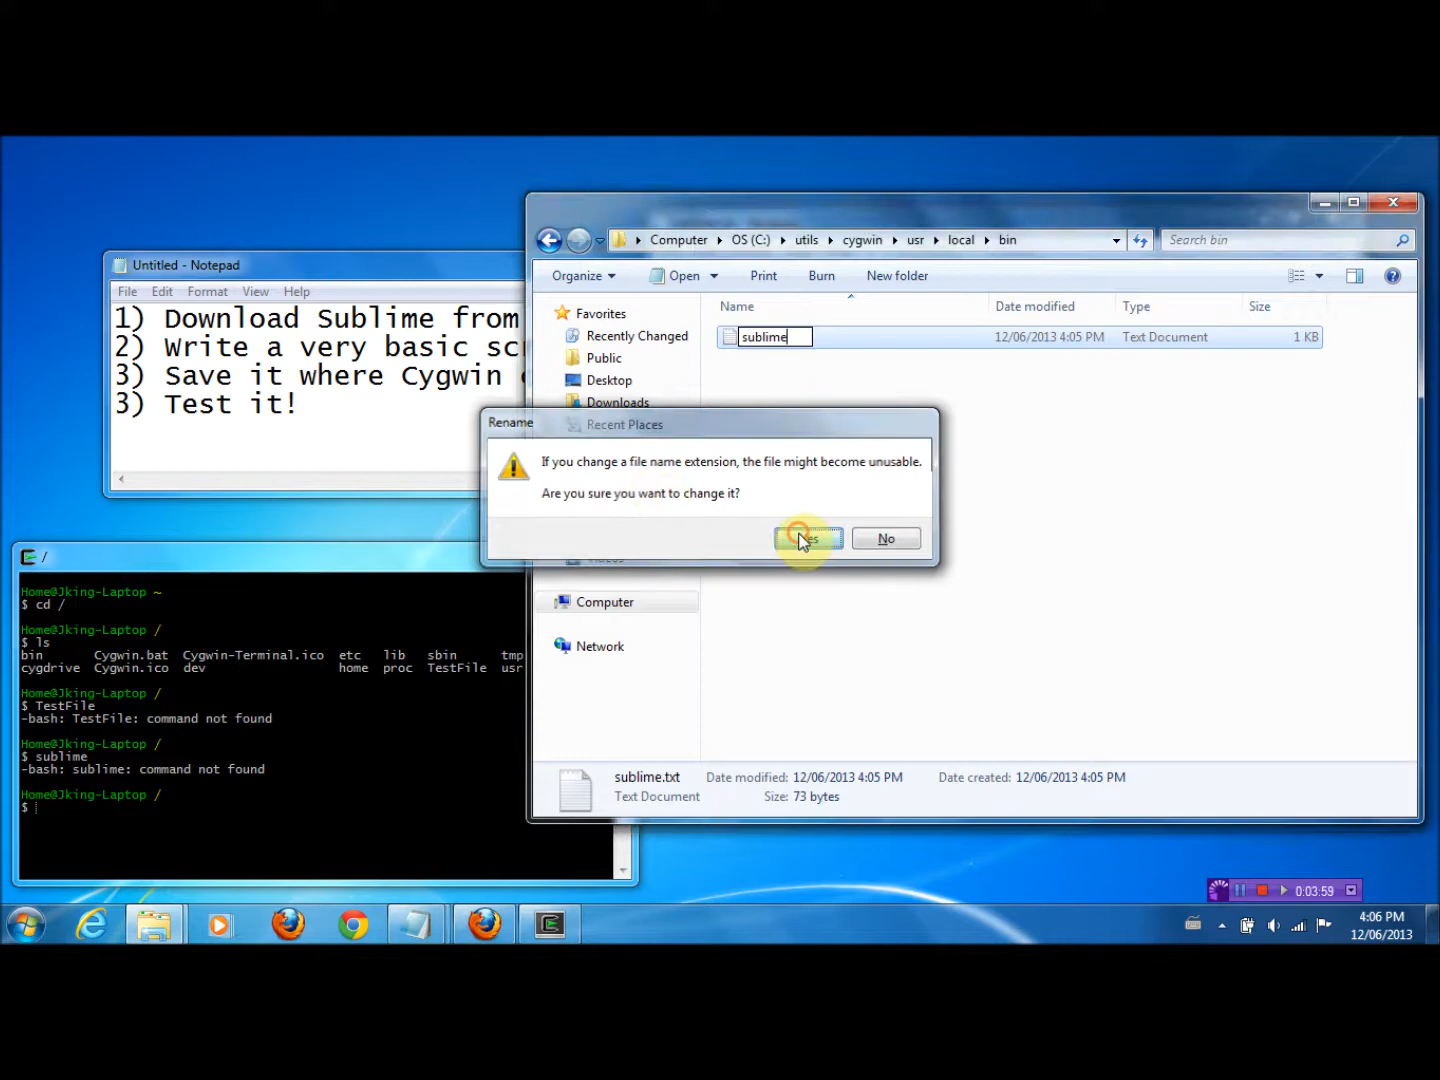 Untitled - Notepad
File Edit Format View Help
1) Download Sublime from
2) Write a very basic scr
3) Save it where Cygwin
3) Test it!
Computer OS (C:) utils cygwin usr local bin
Search bin
Organize Open Print Burn New folder
Name Date modified Type Size
sublime 12/06/2013 4:05 PM Text Document 1 KB
Favorites
Recently Changed
Public
Desktop
Downloads
Recent Places
Computer
Network
Rename
If you change a file name extension, the file might become unusable.
Are you sure you want to change it?
No
sublime.txt Date modified: 12/06/2013 4:05 PM Date created: 12/06/2013 4:05 PM
Text Document Size: 73 bytes
/
Home@Jking-Laptop ~
$ cd /
Home@Jking-Laptop /
$ ls
bin Cygwin.bat Cygwin-Terminal.ico etc lib sbin tmp
cygdrive Cygwin.ico dev home proc TestFile usr
Home@Jking-Laptop /
$ TestFile
-bash: TestFile: command not found
Home@Jking-Laptop /
$ sublime
-bash: sublime: command not found
Home@Jking-Laptop /
$
0:03:59
4:06 PM
12/06/2013